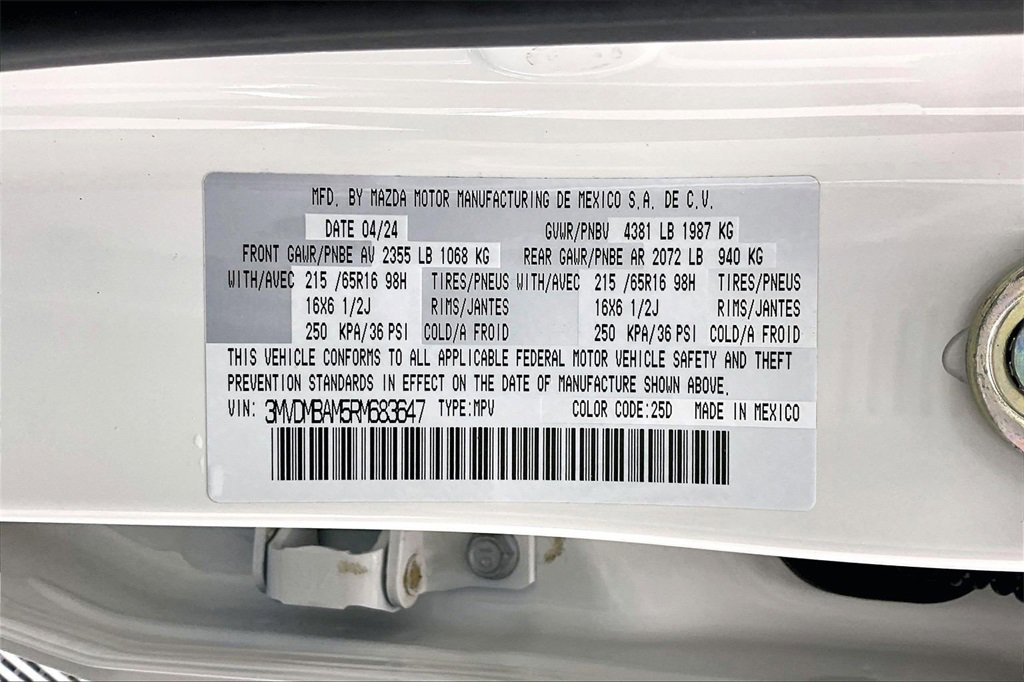 MFD. BY MAZDA MOTOR MANUFACTURING DE MEXICO S.A. DE C.V.
DATE 04/24 GVWR/PNBV 4381 LB 1987 KG
FRONT GAWR/PNBE AV 2355 LB 1068 KG REAR GAWR/PNBE AR 2072 LB 940 KG
WITH/AVEC 215 /65R16 98H TIRES/PNEUS WITH/AVEC 215 /65R16 98H TIRES/PNEUS
16X6 1/2J RIMS/JANTES 16X6 1/2J RIMS/JANTES
250 KPA/36 PSI COLD/A FROID 250 KPA/36 PSI COLD/A FROID
THIS VEHICLE CONFORMS TO ALL APPLICABLE FEDERAL MOTOR VEHICLE SAFETY AND THEFT
PREVENTION STANDARDS IN EFFECT ON THE DATE OF MANUFACTURE SHOWN ABOVE.
VIN: 3MVDMBAM5RM683647 TYPE:MPV COLOR CODE:25D MADE IN MEXICO